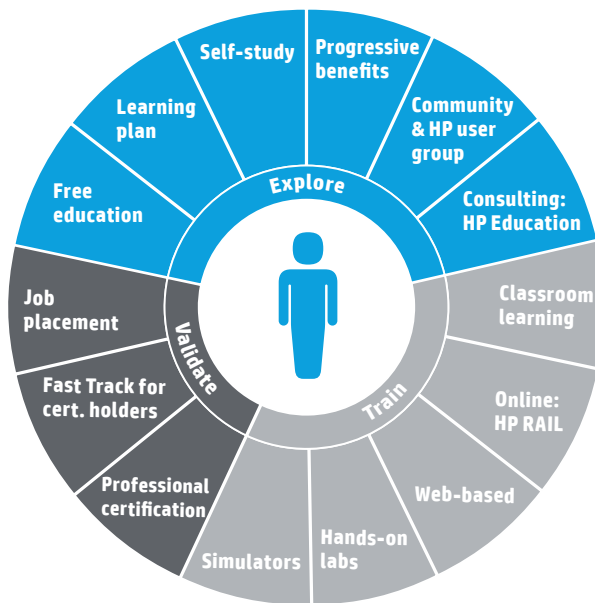 Self-study
Progressive
benefits
Learning
plan
Community
& HP user
group
Free
education
Explore
Consulting:
HP Education
Job
placement
Validate
Train
Classroom
learning
Fast Track for
cert. holders
Online:
HP RAIL
Professional
certification
Web-based
Simulators
Hands-on
labs